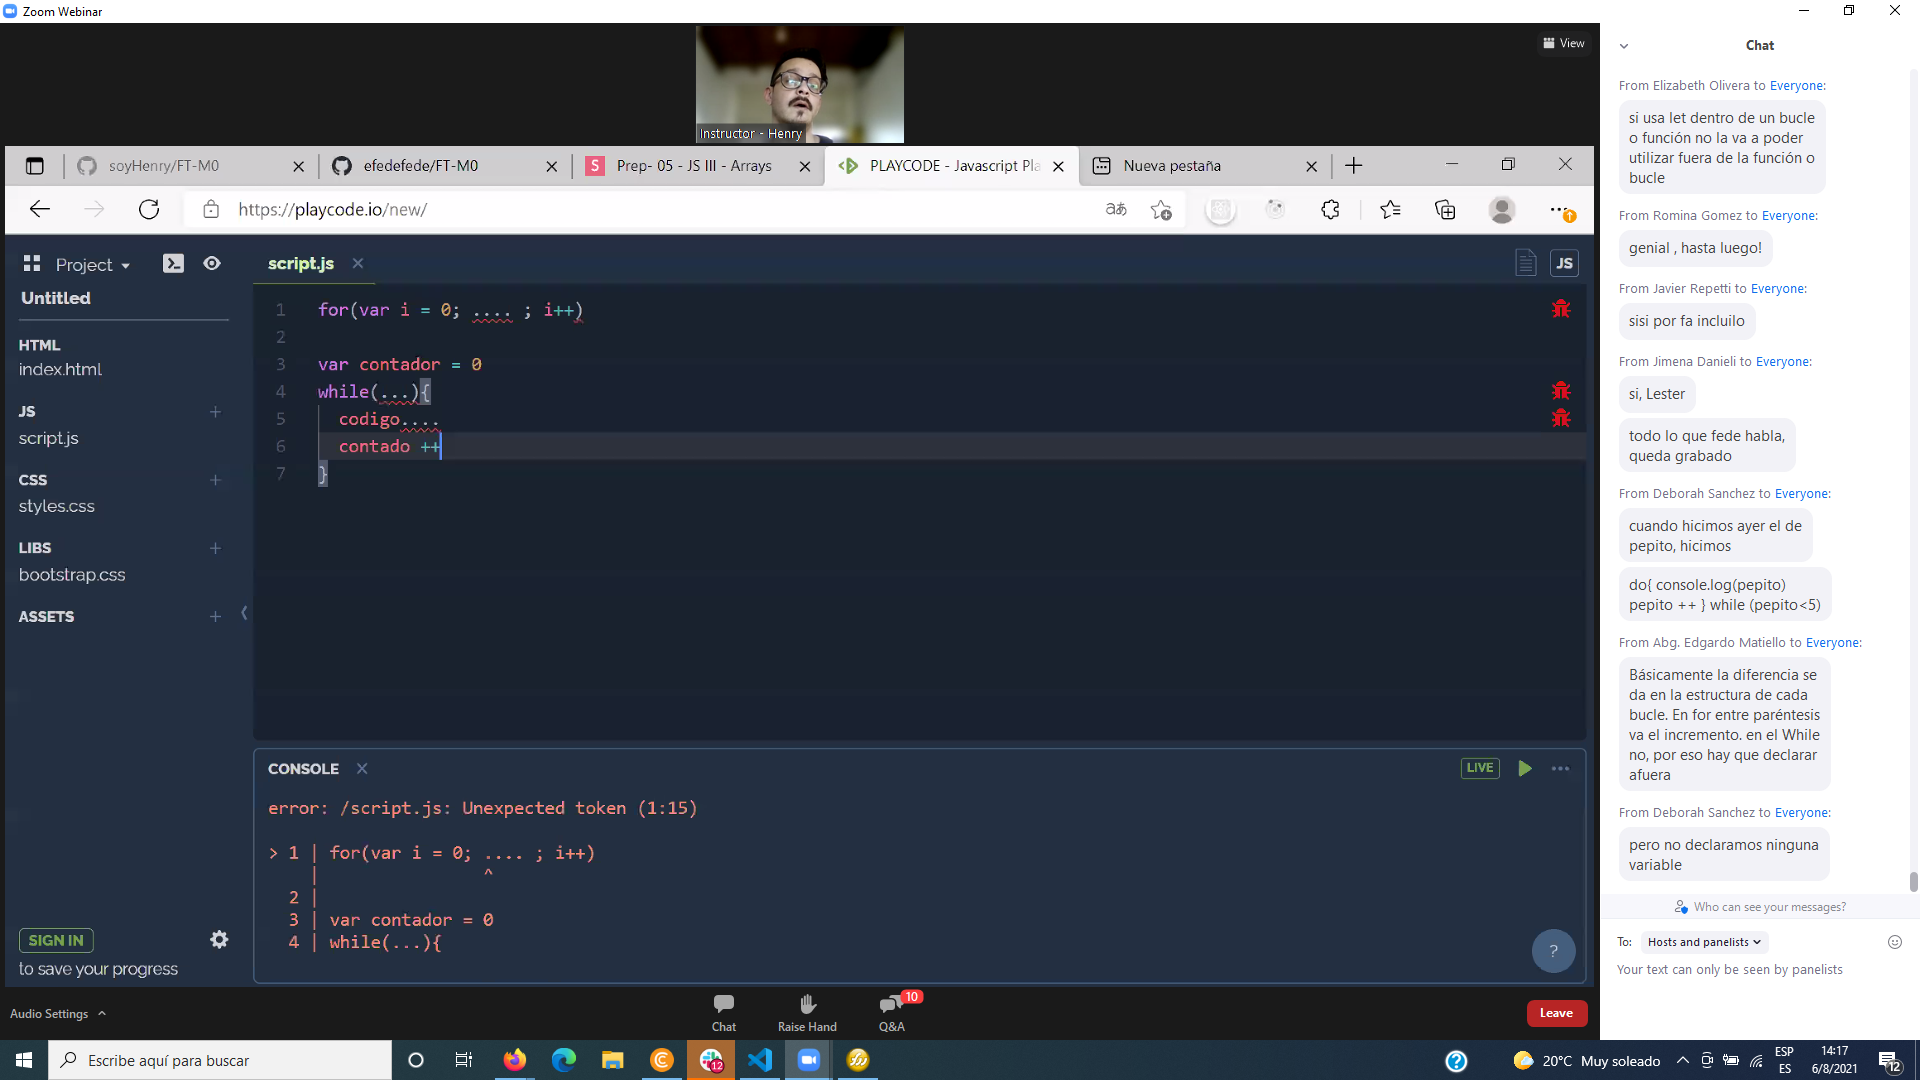 Zoom Webinar
View
Chat
Instructor - Henry
From Elizabeth Olivera to Everyone:
si usa let dentro de un bucle
o función no la va a poder
utilizar fuera de la función o
bucle
From Romina Gomez to Everyone:
genial , hasta luego!
From Javier Repetti to Everyone:
sisi por fa incluilo
From Jimena Danieli to Everyone:
si, Lester
todo lo que fede habla,
queda grabado
From Deborah Sanchez to Everyone:
cuando hicimos ayer el de
pepito, hicimos
do{ console.log(pepito)
pepito ++ } while (pepito<5)
From Abg. Edgardo Matiello to Everyone:
Básicamente la diferencia se
da en la estructura de cada
bucle. En for entre paréntesis
va el incremento. en el While
no, por eso hay que declarar
afuera
From Deborah Sanchez to Everyone:
pero no declaramos ninguna
variable
Who can see your messages?
To: Hosts and panelists
Your text can only be seen by panelists
soyHenry/FT-M0
efedefede/FT-M0
S Prep- 05 - JS III - Arrays
PLAYCODE - Javascript Pla
Nueva pestaña
https://playcode.io/new/
aあ
Project
Untitled
HTML
index.html
JS
script.js
CSS
styles.css
LIBS
bootstrap.css
ASSETS
SIGN IN
to save your progress
script.js
JS
1 for(var i = 0; .... ; i++)
2
3 var contador = 0
4 while(...){
5 codigo....
6 contado ++
7 }
CONSOLE
LIVE
error: /script.js: Unexpected token (1:15)
> 1 | for(var i = 0; .... ; i++)
| ^
2 |
3 | var contador = 0
4 | while(...){
?
Audio Settings
Chat
Raise Hand
10
Q&A
Leave
Escribe aquí para buscar
12
20°C Muy soleado
ESP
ES
14:17
6/8/2021
12